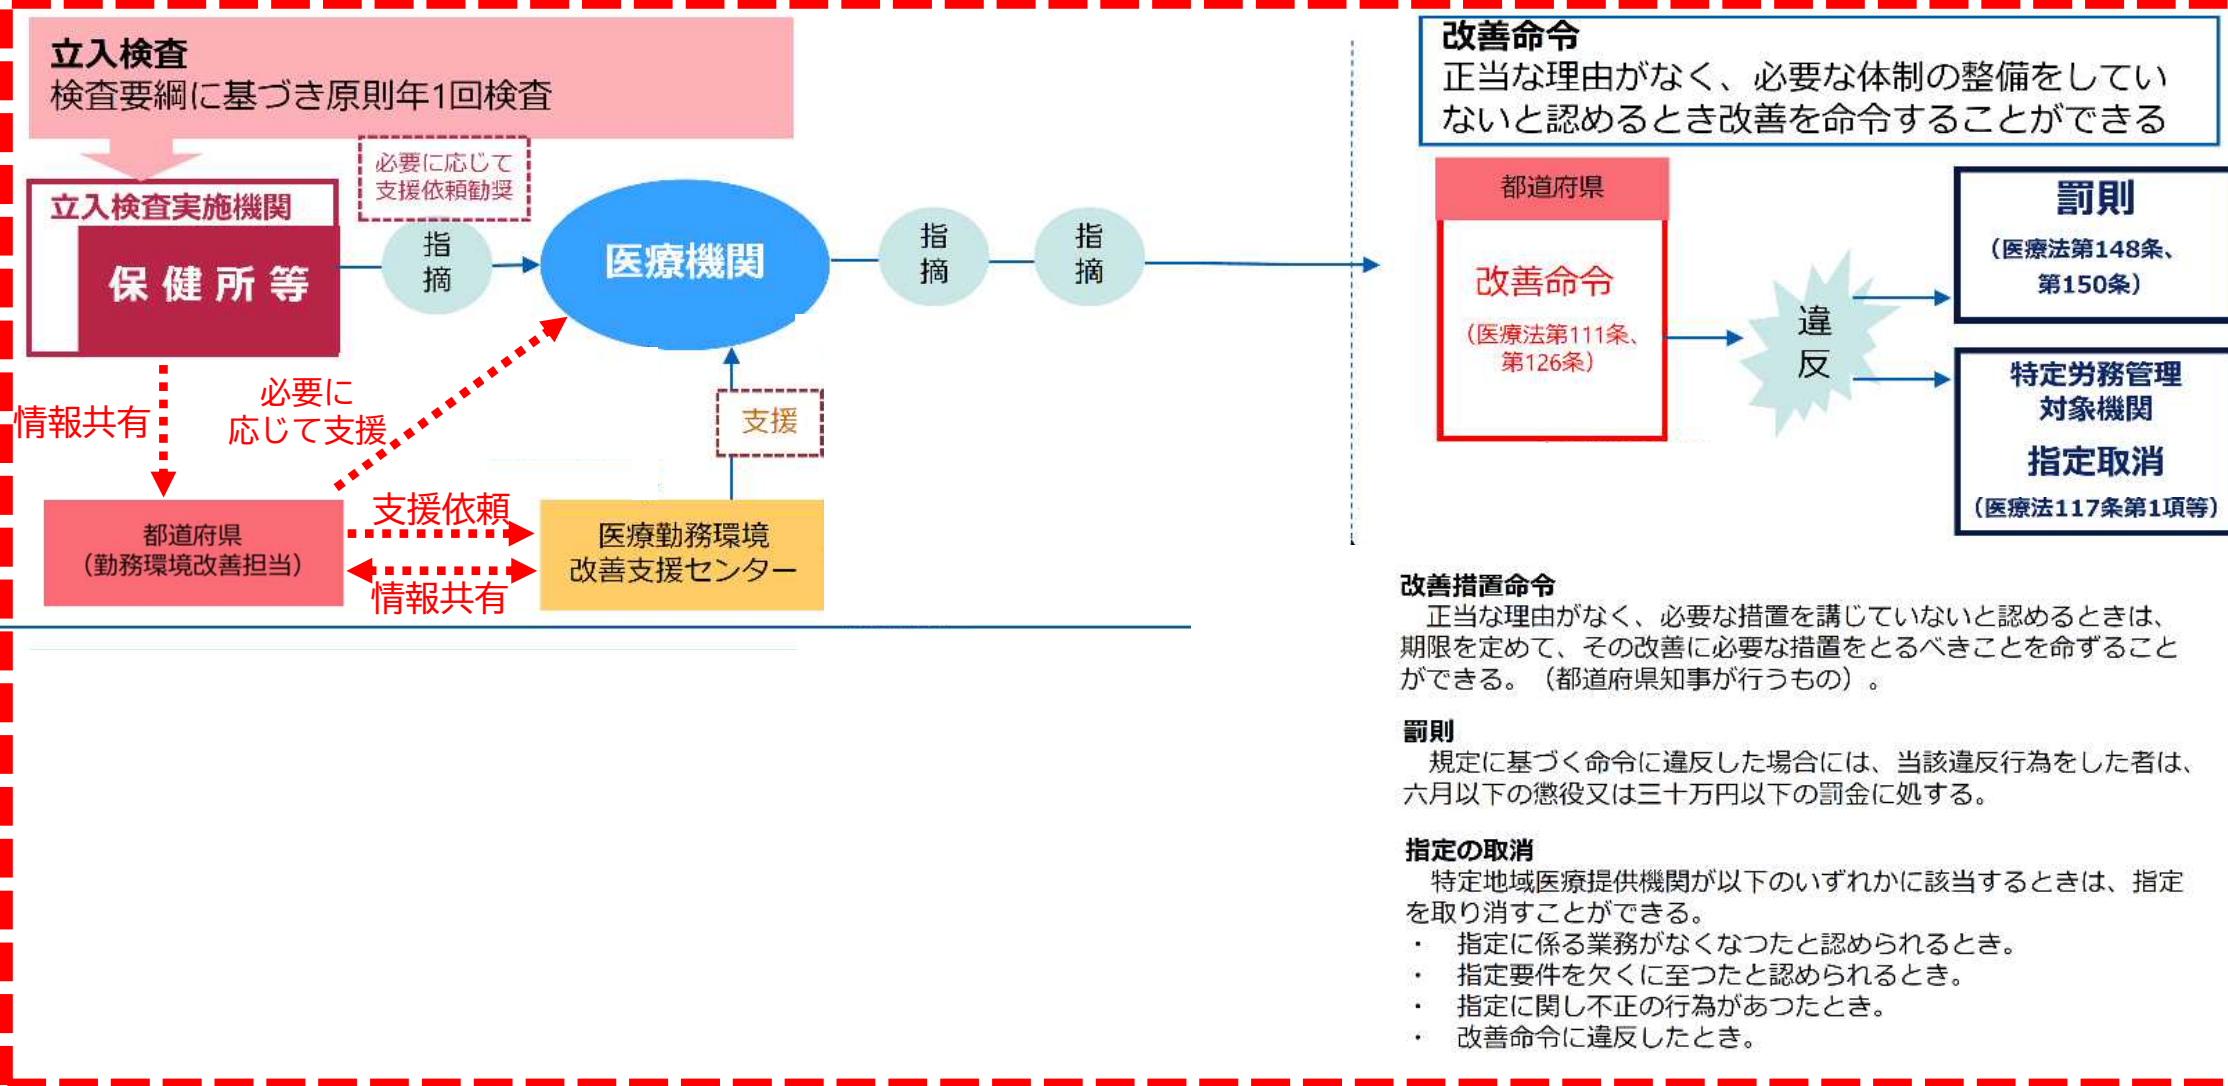 立入検査
検査要綱に基づき原則年1回検査
必要に応じて
支援依頼勧奨
立入検査実施機関
保健所等
指
摘
医療機関
指
摘
指
摘
情報共有
必要に
応じて支援
支援
都道府県
（勤務環境改善担当）
支援依頼
情報共有
医療勤務環境
改善支援センター
改善命令
正当な理由がなく、必要な体制の整備をしてい
ないと認めるとき改善を命令することができる
都道府県
改善命令
（医療法第111条、
第126条）
違
反
罰則
（医療法第148条、
第150条）
特定労務管理
対象機関
指定取消
（医療法117条第1項等）
改善措置命令
正当な理由がなく、必要な措置を講じていないと認めるときは、
期限を定めて、その改善に必要な措置をとるべきことを命ずること
ができる。（都道府県知事が行うもの）。
罰則
規定に基づく命令に違反した場合には、当該違反行為をした者は、
六月以下の懲役又は三十万円以下の罰金に処する。
指定の取消
特定地域医療提供機関が以下のいずれかに該当するときは、指定
を取り消すことができる。
・ 指定に係る業務がなくなつたと認められるとき。
・ 指定要件を欠くに至つたと認められるとき。
・ 指定に関し不正の行為があつたとき。
・ 改善命令に違反したとき。